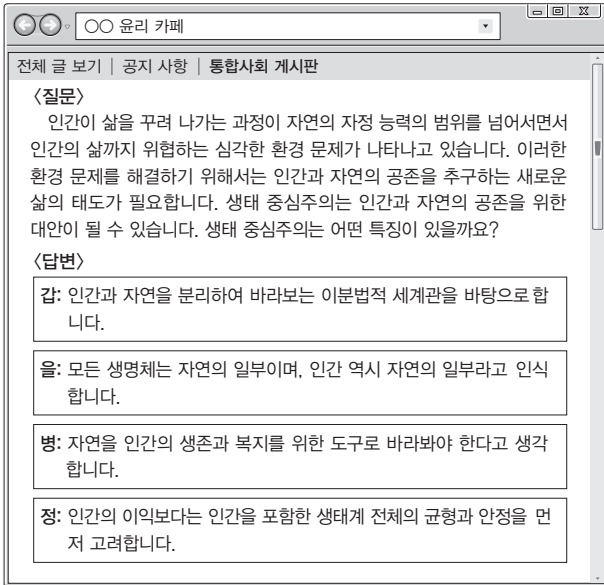 ○○ 윤리 카페
전체 글 보기 | 공지 사항 | 통합사회 게시판
〈질문〉
인간이 삶을 꾸려 나가는 과정이 자연의 자정 능력의 범위를 넘어서면서
인간의 삶까지 위협하는 심각한 환경 문제가 나타나고 있습니다. 이러한
환경 문제를 해결하기 위해서는 인간과 자연의 공존을 추구하는 새로운
삶의 태도가 필요합니다. 생태 중심주의는 인간과 자연의 공존을 위한
대안이 될 수 있습니다. 생태 중심주의는 어떤 특징이 있을까요?
〈답변〉
갑: 인간과 자연을 분리하여 바라보는 이분법적 세계관을 바탕으로 합
니다.
을: 모든 생명체는 자연의 일부이며, 인간 역시 자연의 일부라고 인식
합니다.
병: 자연을 인간의 생존과 복지를 위한 도구로 바라봐야 한다고 생각
합니다.
정: 인간의 이익보다는 인간을 포함한 생태계 전체의 균형과 안정을 먼
저 고려합니다.